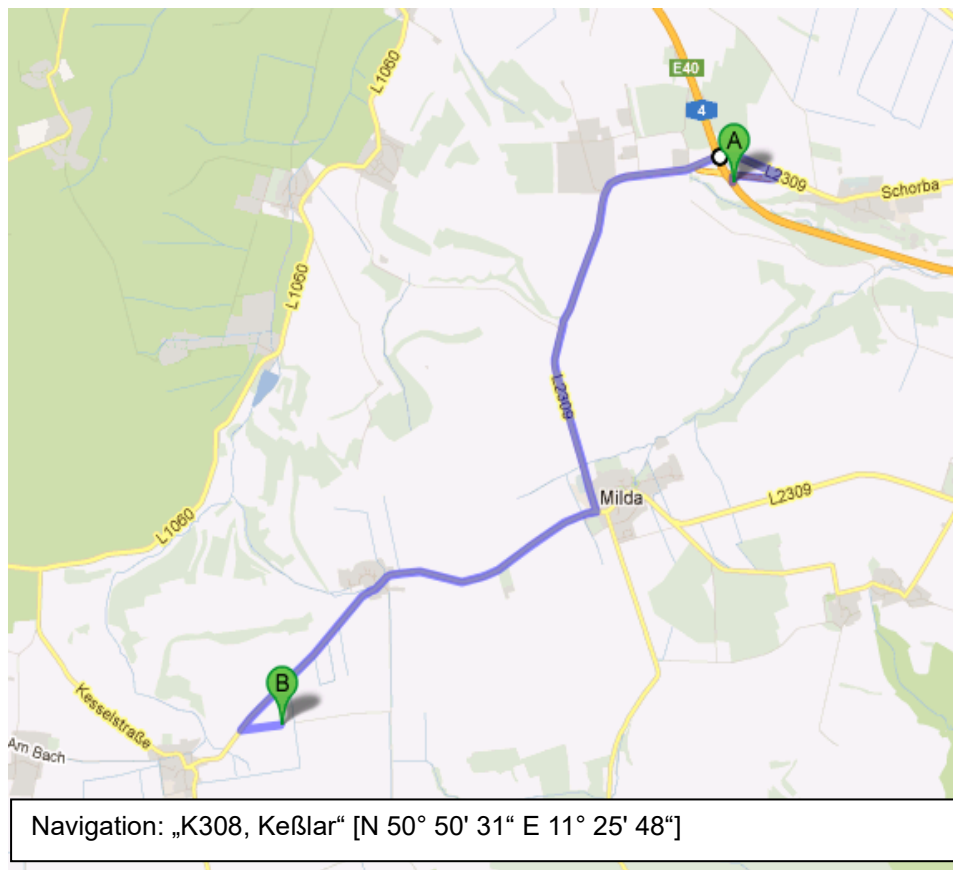 L1060
E40
4
A
L2309
Schorba
L1060
L2309
Milda
L2309
L1060
B
Kesselstraße
Am Bach
Navigation: „K308, Keßlar“ [N 50° 50' 31“ E 11° 25' 48“]